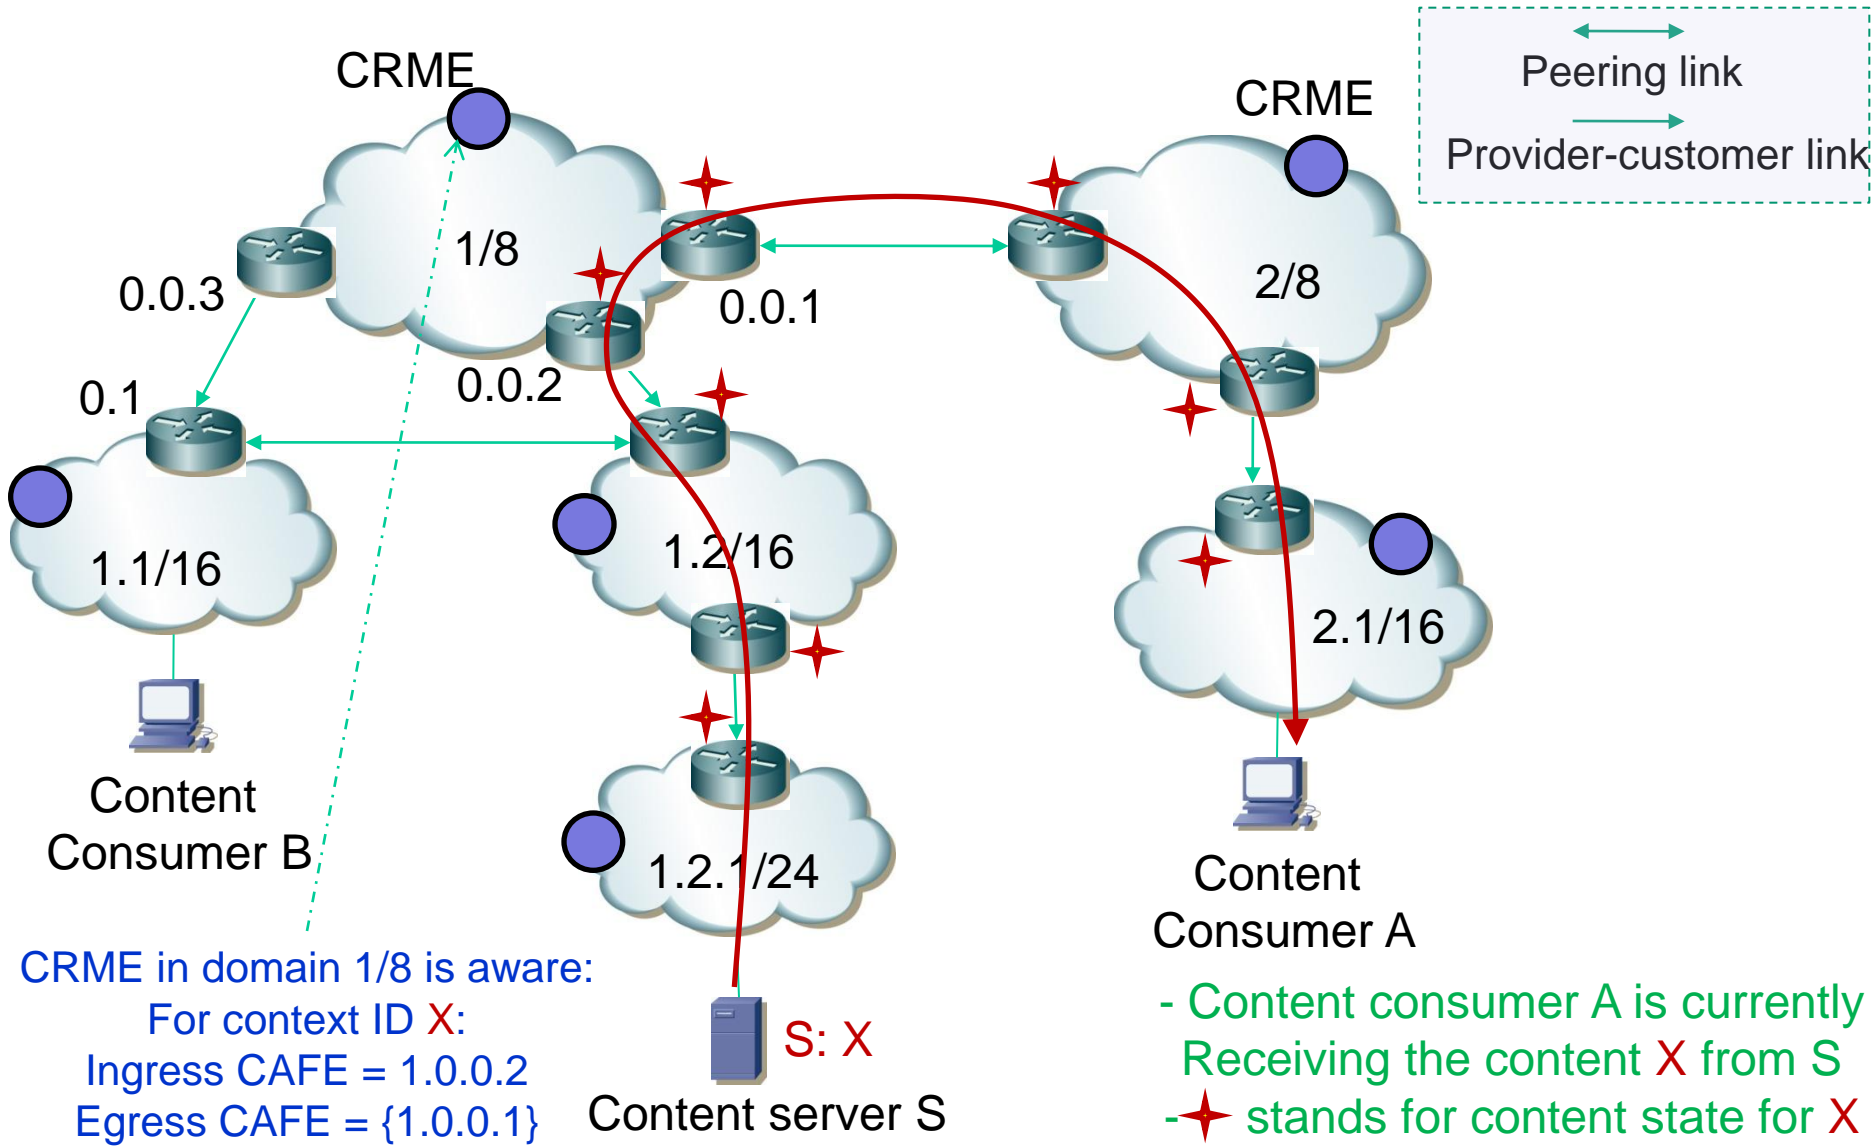 CRME
CRME
Peering link
Provider-customer link
1/8
2/8
0.0.3
0.0.1
0.0.2
0.1
1.1/16
1.2/16
2.1/16
Content
Consumer B
1.2.1/24
Content
Consumer A
CRME in domain 1/8 is aware:
For context ID X:
Ingress CAFE = 1.0.0.2
Egress CAFE = {1.0.0.1}
S: X
Content server S
- Content consumer A is currently
Receiving the content X from S
- stands for content state for X